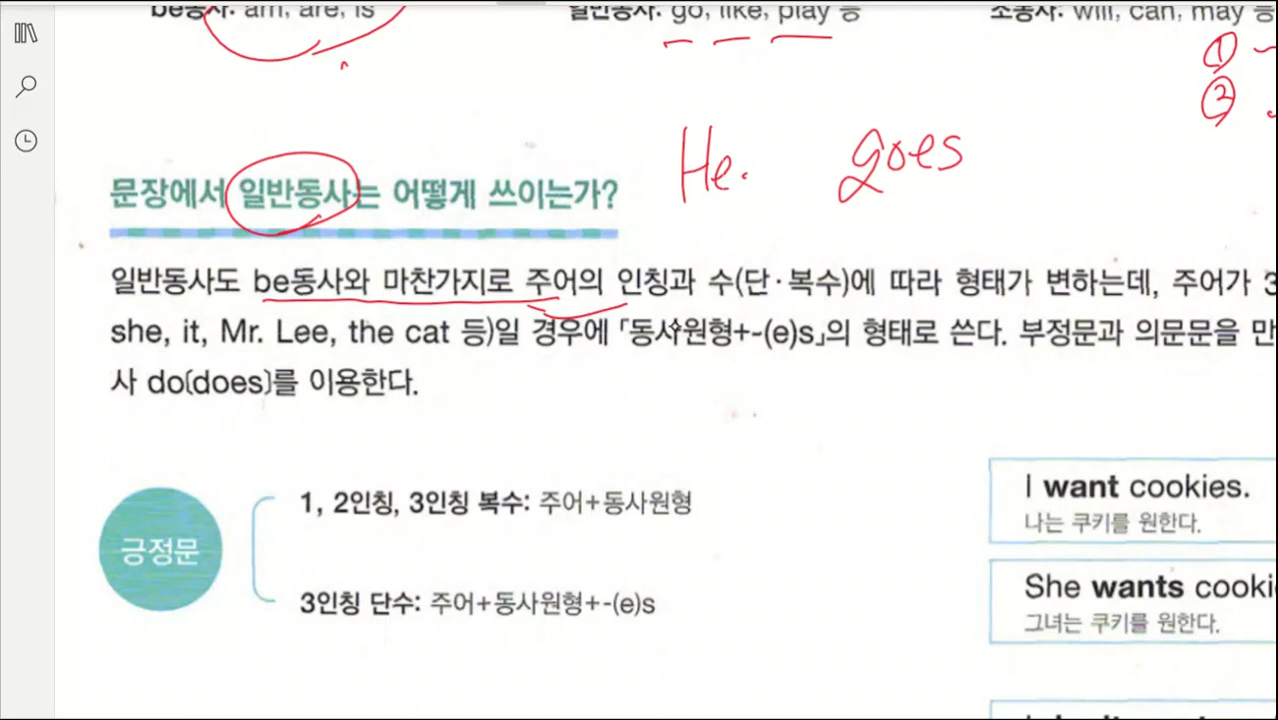 be동사: am, are, is 일반동사: go, like, play 등 조동사: will, can, may 등
①
②
He. goes
문장에서 일반동사는 어떻게 쓰이는가?
일반동사도 be동사와 마찬가지로 주어의 인칭과 수(단·복수)에 따라 형태가 변하는데, 주어가 3
she, it, Mr. Lee, the cat 등)일 경우에 「동사원형+-(e)s」의 형태로 쓴다. 부정문과 의문문을 만
사 do(does)를 이용한다.
긍정문
1, 2인칭, 3인칭 복수: 주어+동사원형
3인칭 단수: 주어+동사원형+-(e)s
I want cookies.
나는 쿠키를 원한다.
She wants cooki
그녀는 쿠키를 원한다.